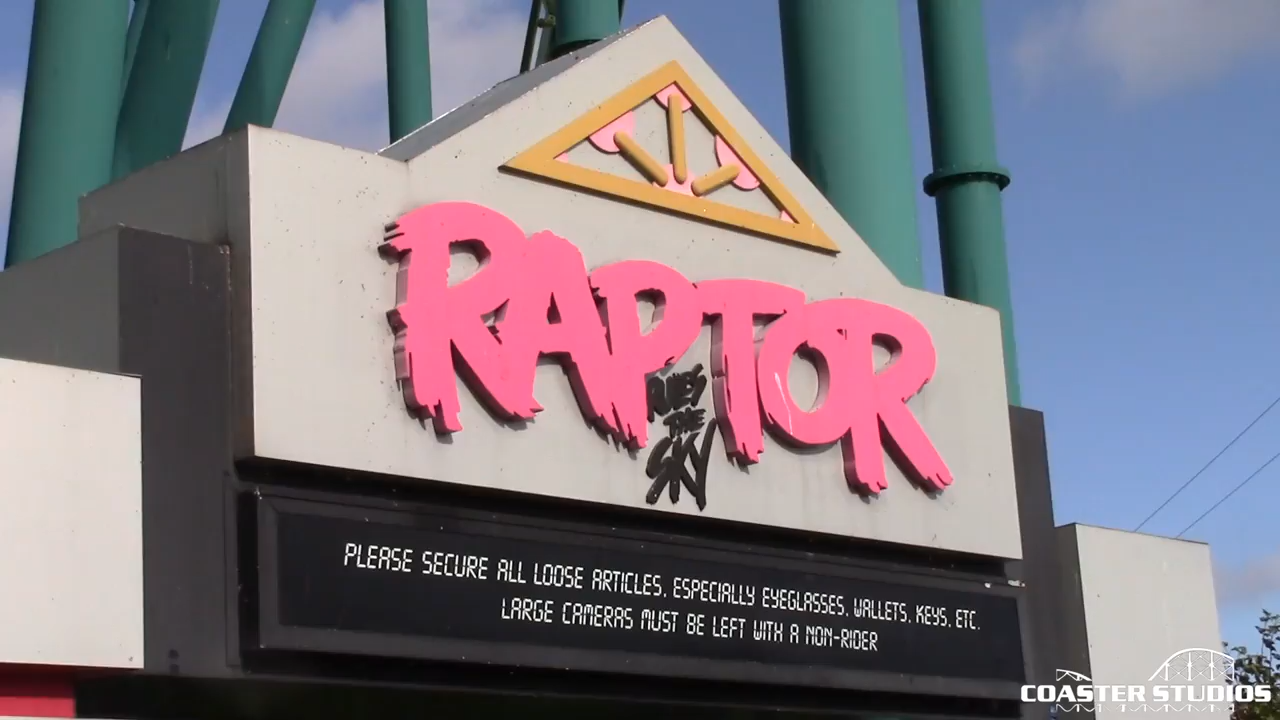 RAPTOR
RULES
THE
SKY
PLEASE SECURE ALL LOOSE ARTICLES, ESPECIALLY EYEGLASSES, WALLETS, KEYS, ETC.
LARGE CAMERAS MUST BE LEFT WITH A NON-RIDER
COASTER STUDIOS